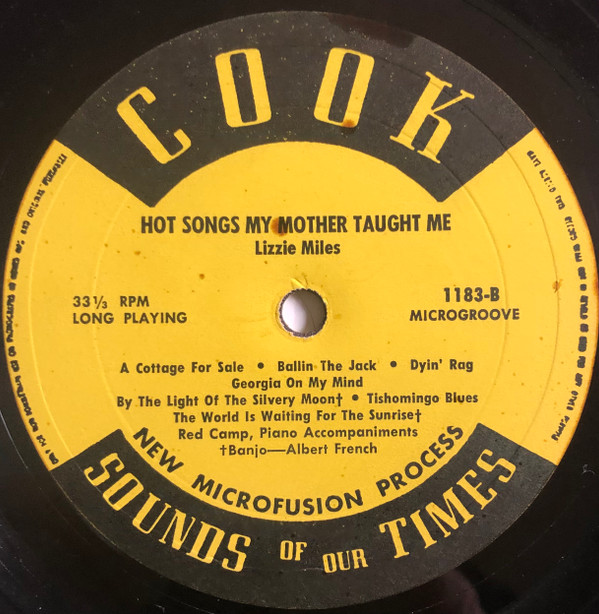 COOK
HOT SONGS MY MOTHER TAUGHT ME
Lizzie Miles
33⅓ RPM
LONG PLAYING
1183-B
MICROGROOVE
A Cottage For Sale • Ballin The Jack • Dyin' Rag
Georgia On My Mind
By The Light Of The Silvery Moon† • Tishomingo Blues
The World Is Waiting For The Sunrise†
Red Camp, Piano Accompaniments
†Banjo—Albert French
NEW MICROFUSION PROCESS
SOUNDS OF OUR TIMES